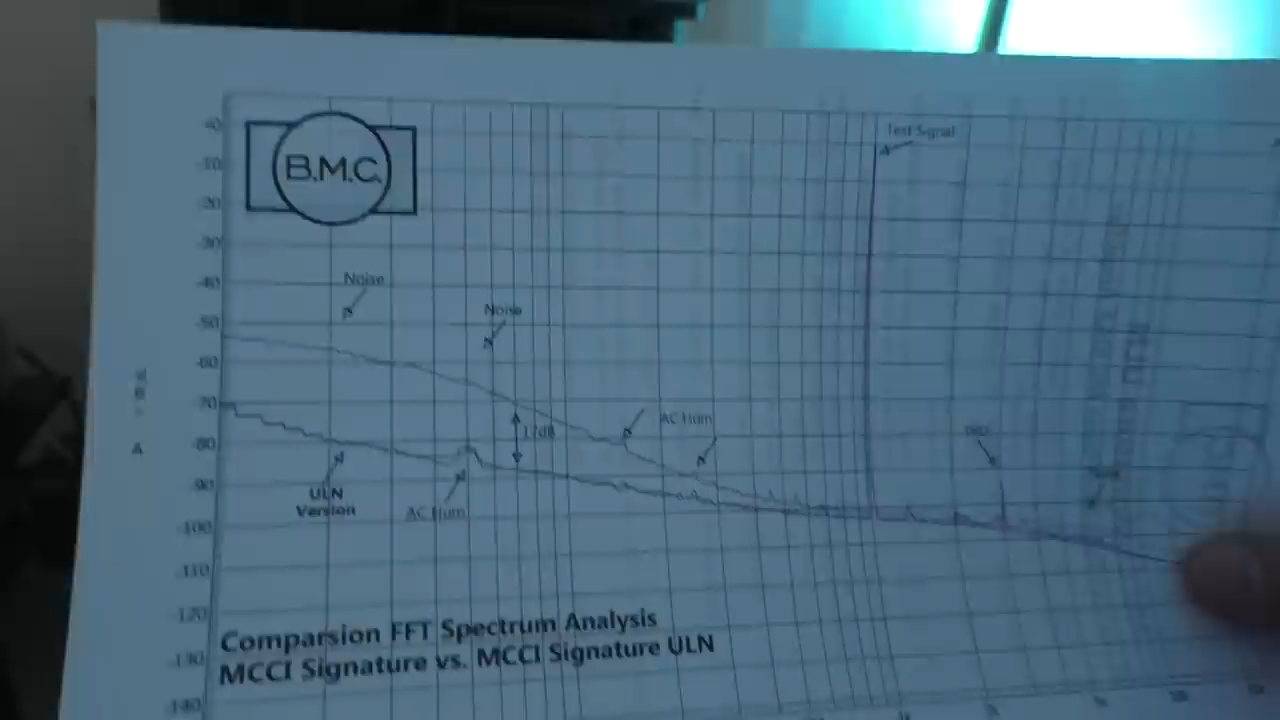 B.M.C.
Test Signal
40
-10
-20
-30
Noise
-40
Noise
-50
-60
-70
AC Hum
17dB
-80
-90
ULN
Version
AC Hum
-100
-110
-120
Comparsion FFT Spectrum Analysis
MCCI Signature vs. MCCI Signature ULN
-130
-140